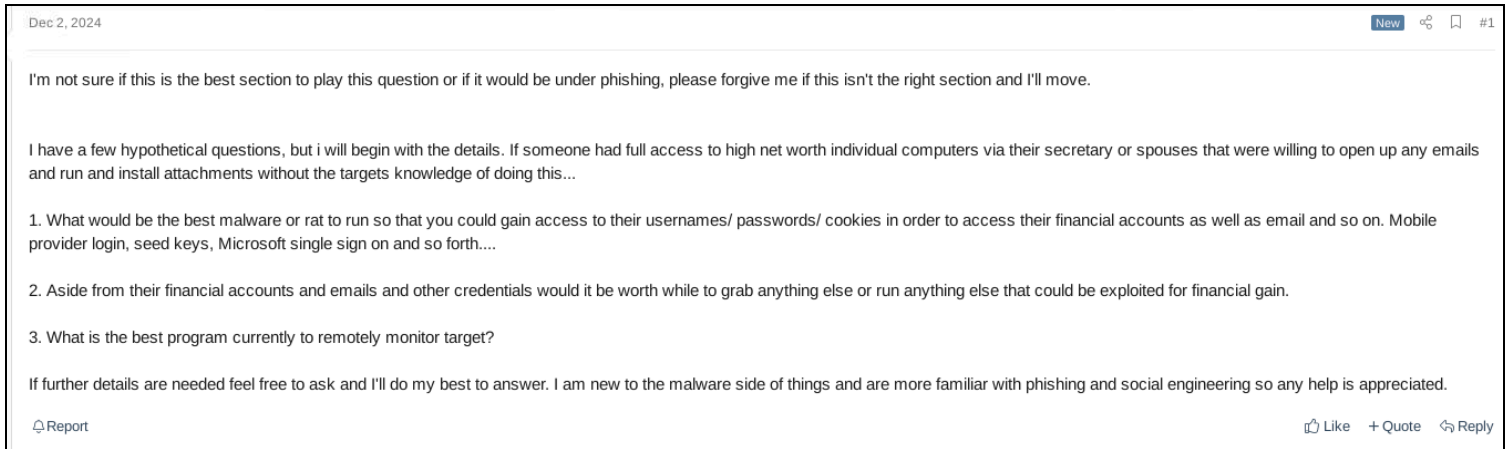 Dec 2, 2024
New
#1
I'm not sure if this is the best section to play this question or if it would be under phishing, please forgive me if this isn't the right section and I'll move.
I have a few hypothetical questions, but i will begin with the details. If someone had full access to high net worth individual computers via their secretary or spouses that were willing to open up any emails
and run and install attachments without the targets knowledge of doing this...
1. What would be the best malware or rat to run so that you could gain access to their usernames/ passwords/ cookies in order to access their financial accounts as well as email and so on. Mobile
provider login, seed keys, Microsoft single sign on and so forth....
2. Aside from their financial accounts and emails and other credentials would it be worth while to grab anything else or run anything else that could be exploited for financial gain.
3. What is the best program currently to remotely monitor target?
If further details are needed feel free to ask and I'll do my best to answer. I am new to the malware side of things and are more familiar with phishing and social engineering so any help is appreciated.
Report
Like
+ Quote
Reply